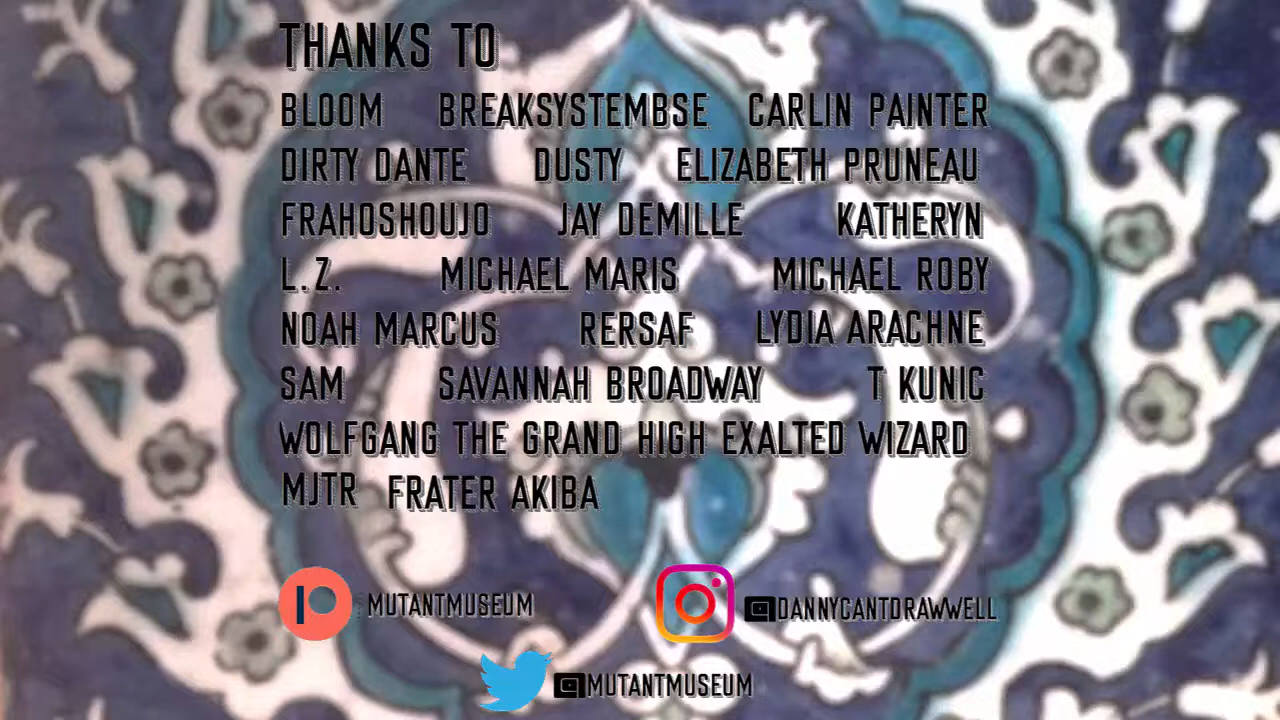 THANKS TO
BLOOM BREAKSYSTEMBSE CARLIN PAINTER
DIRTY DANTE DUSTY ELIZABETH PRUNEAU
FRAHOSHOUJO JAY DEMILLE KATHERYN
L.Z. MICHAEL MARIS MICHAEL ROBY
NOAH MARCUS RERSAF LYDIA ARACHNE
SAM SAVANNAH BROADWAY T KUNIC
WOLFGANG THE GRAND HIGH EXALTED WIZARD
MJTR FRATER AKIBA
/MUTANTMUSEUM @DANNYCANTDRAWWELL
@MUTANTMUSEUM